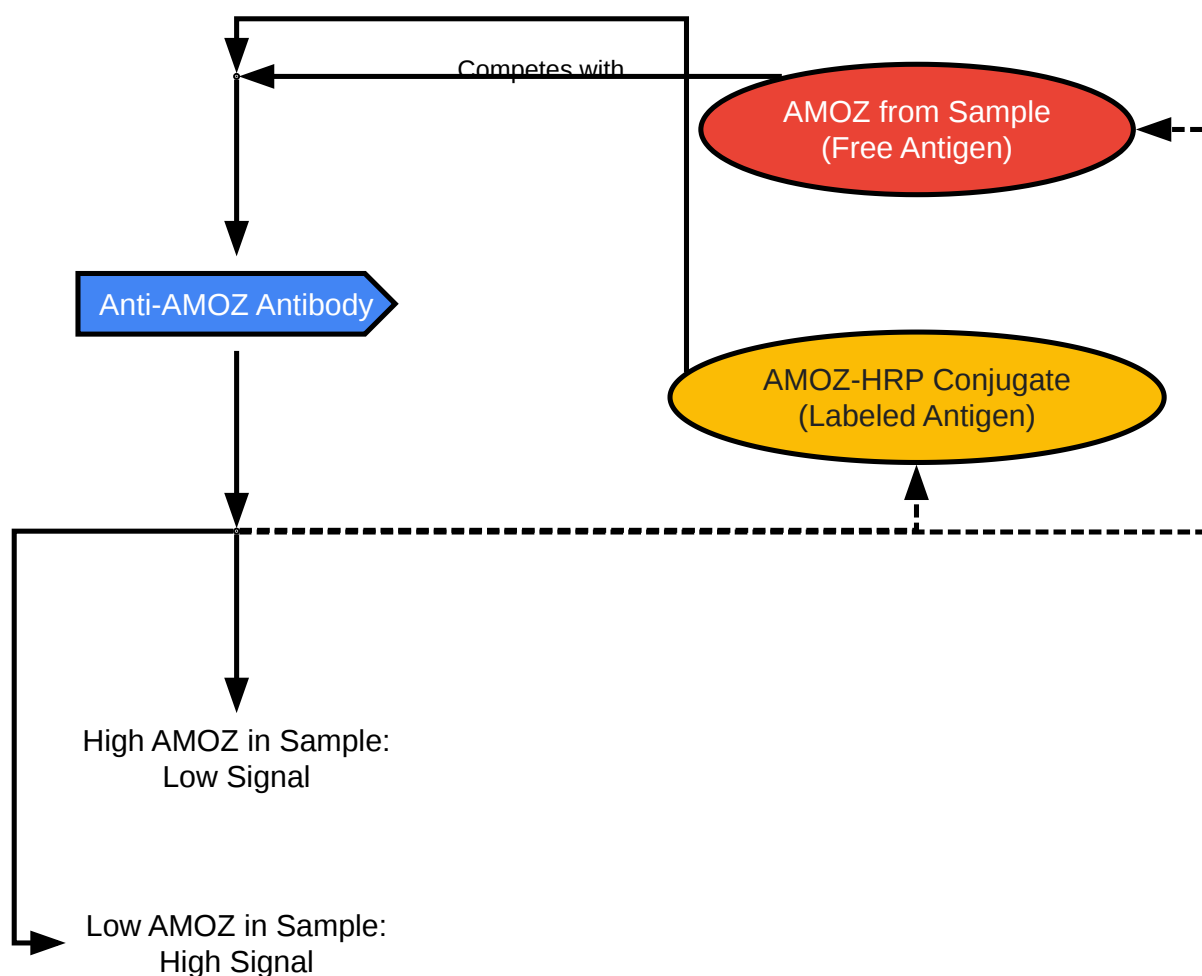 Competes with
AMOZ from Sample
(Free Antigen)
Anti-AMOZ Antibody
AMOZ-HRP Conjugate
(Labeled Antigen)
High AMOZ in Sample:
Low Signal
Low AMOZ in Sample:
High Signal